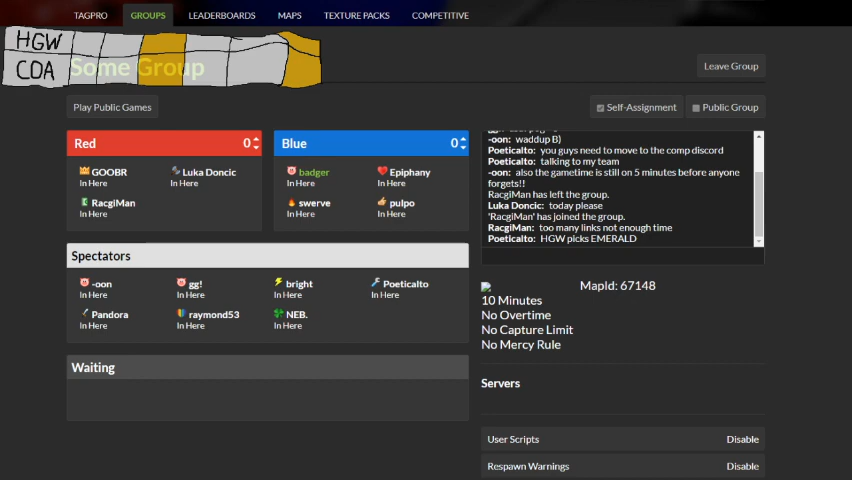 TAGPRO GROUPS LEADERBOARDS MAPS TEXTURE PACKS COMPETITIVE
HGW
CDA
Some Group
Leave Group
Play Public Games
Self-Assignment
Public Group
Red 0
GOOBR
In Here
Luka Doncic
In Here
RacgiMan
In Here
Blue 0
badger
In Here
Epiphany
In Here
swerve
In Here
pulpo
In Here
Spectators
-oon
In Here
gg!
In Here
bright
In Here
Poeticalto
In Here
Pandora
In Here
raymond53
In Here
NEB.
In Here
Waiting
-oon: waddup B)
Poeticalto: you guys need to move to the comp discord
Poeticalto: talking to my team
-oon: also the gametime is still on 5 minutes before anyone
forgets!!
RacgiMan has left the group.
Luka Doncic: today please
'RacgiMan' has joined the group.
RacgiMan: too many links not enough time
Poeticalto: HGW picks EMERALD
MapId: 67148
10 Minutes
No Overtime
No Capture Limit
No Mercy Rule
Servers
User Scripts Disable
Respawn Warnings Disable